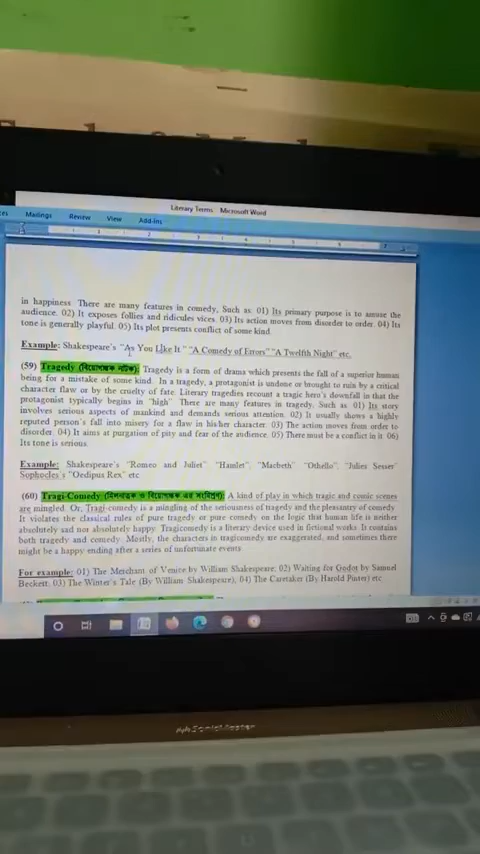 Literary Terms - Microsoft Word
Mailings Review View Add-Ins
in happiness There are many features in comedy, Such as: 01) Its primary purpose is to amuse the
audience. 02) It exposes follies and ridicules vices. 03) Its action moves from disorder to order. 04) Its
tone is generally playful. 05) Its plot presents conflict of some kind.
Example: Shakespeare's "As You Like It" "A Comedy of Errors" "A Twelfth Night" etc.
(59) Tragedy (বিয়োগান্তক নাটক): Tragedy is a form of drama which presents the fall of a superior human
being for a mistake of some kind. In a tragedy, a protagonist is undone or brought to ruin by a critical
character flaw or by the cruelty of fate. Literary tragedies recount a tragic hero's downfall in that the
protagonist typically begins in "high" There are many features in tragedy, Such as: 01) Its story
involves serious aspects of mankind and demands serious attention. 02) It usually shows a highly
reputed person's fall into misery for a flaw in his/her character. 03) The action moves from order to
disorder. 04) It aims at purgation of pity and fear of the audience. 05) There must be a conflict in it. 06)
Its tone is serious.
Example: Shakespeare's "Romeo and Juliet" "Hamlet", "Macbeth" "Othello", "Julies Sesser"
Sophocles's "Oedipus Rex" etc
(60) Tragi-Comedy (মিলনান্তক ও বিয়োগান্তক এর সংমিশ্রণ): A kind of play in which tragic and comic scenes
are mingled. Or, Tragi-comedy is a mingling of the seriousness of tragedy and the pleasantry of comedy.
It violates the classical rules of pure tragedy or pure comedy on the logic that human life is neither
absolutely sad nor absolutely happy. Tragicomedy is a literary device used in fictional works. It contains
both tragedy and comedy. Mostly, the characters in tragicomedy are exaggerated, and sometimes there
might be a happy ending after a series of unfortunate events.
For example: 01) The Merchant of Venice by William Shakespeare; 02) Waiting for Godot by Samuel
Beckett. 03) The Winter's Tale (By William Shakespeare), 04) The Caretaker (By Harold Pinter) etc